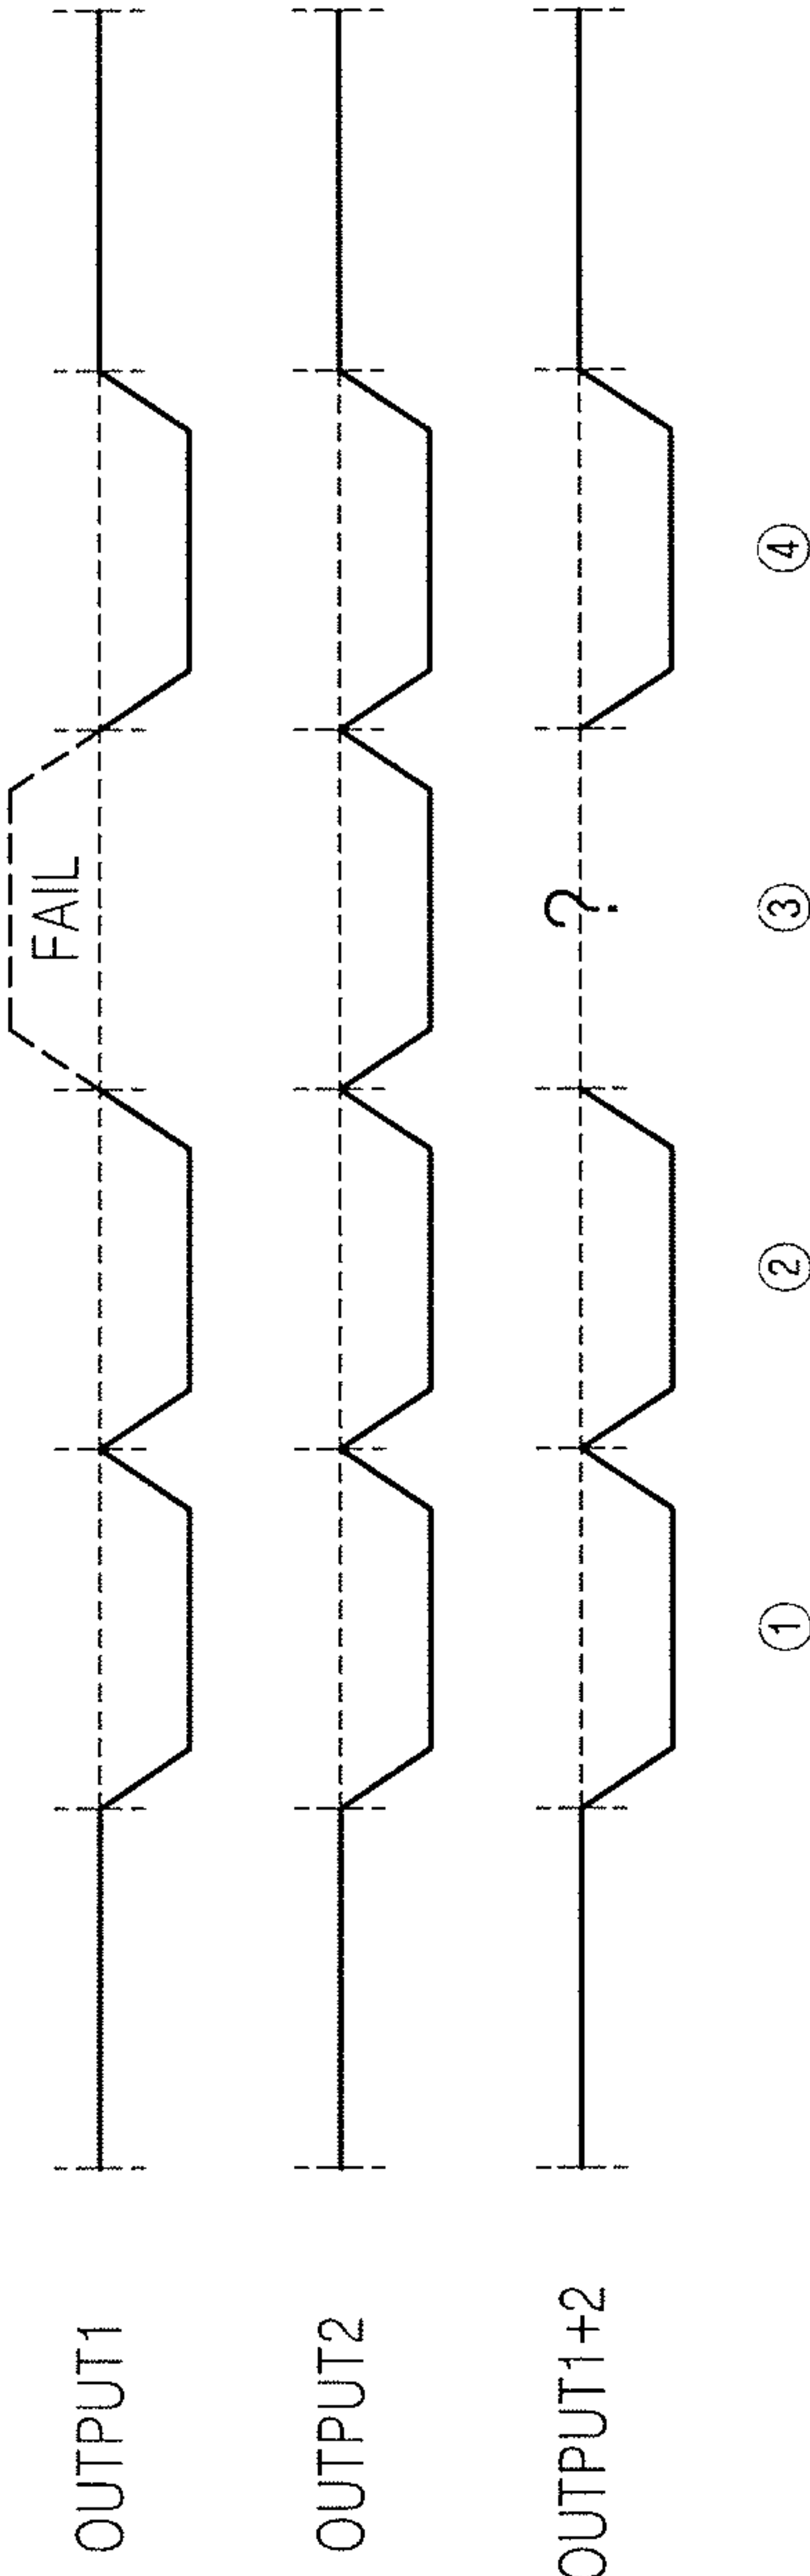 OUTPUT1
FAIL
OUTPUT2
OUTPUT1+2
?
① ② ③ ④